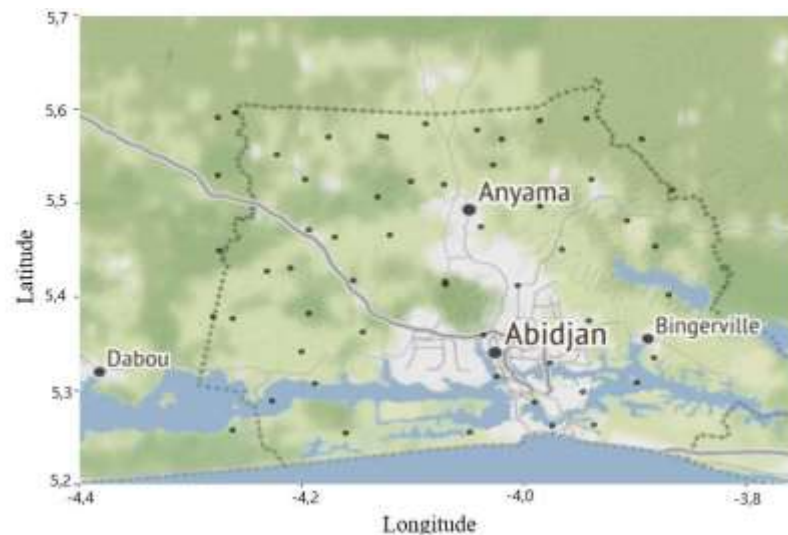 5,7
5,6
5,5
5,4
5,3
5,2
Latitude
Anyama
Abidjan
Bingerville
Dabou
-4,4
-4,2
-4,0
-3,8
Longitude